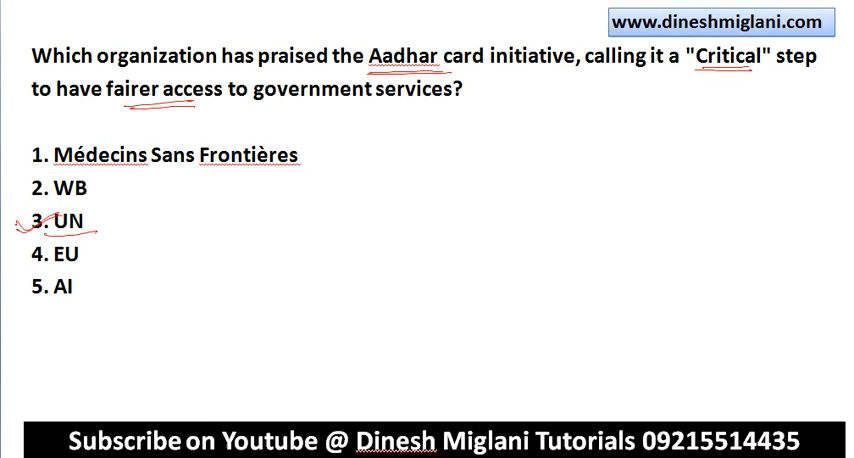 www.dineshmiglani.com
Which organization has praised the Aadhar card initiative, calling it a "Critical" step
to have fairer access to government services?
1. Médecins Sans Frontières
2. WB
3. UN
4. EU
5. AI
Subscribe on Youtube @ Dinesh Miglani Tutorials 09215514435